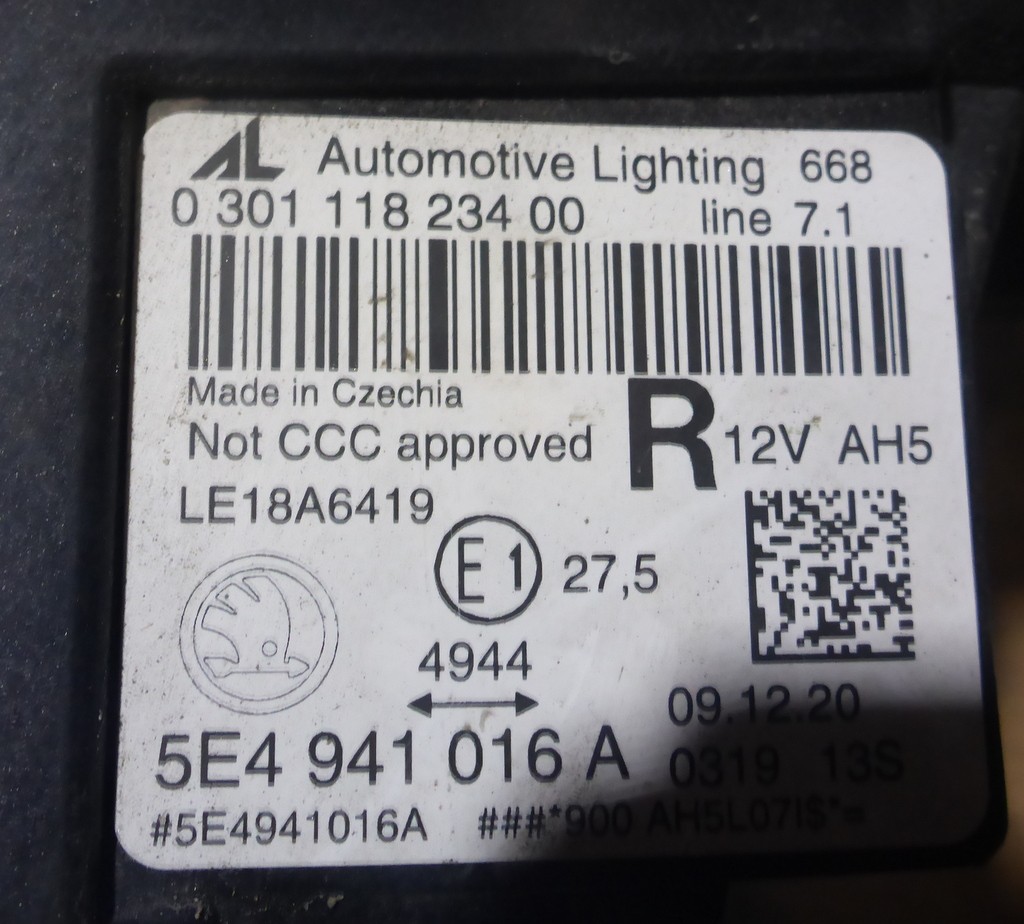 AL Automotive Lighting 668
0 301 118 234 00 line 7.1
Made in Czechia
Not CCC approved R 12V AH5
LE18A6419
E1 27,5
4944
09.12.20
5E4 941 016 A 0319 13S
#5E4941016A ###*900 AH5L07I$*=